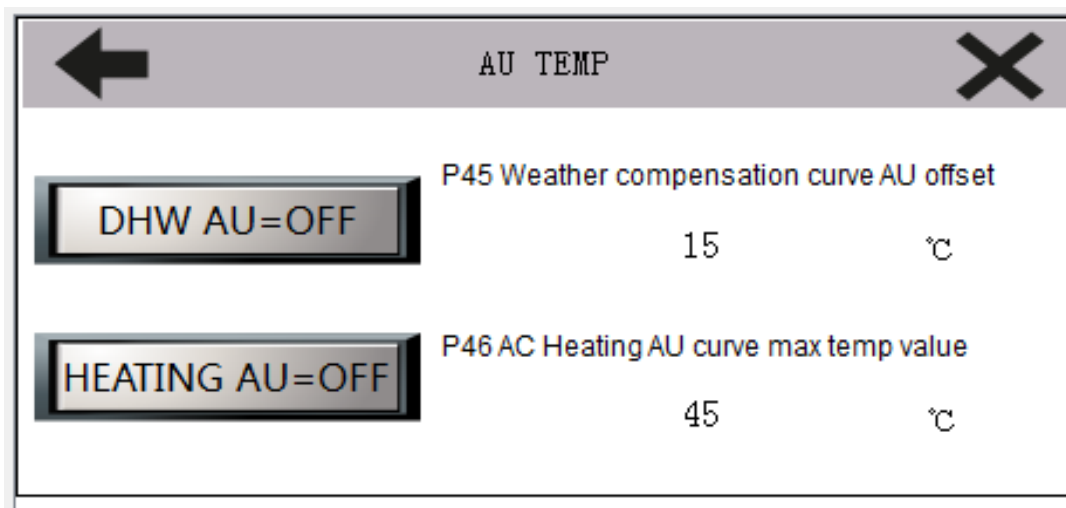 AU TEMP
P45 Weather compensation curve AU offset
DHW AU=OFF
15 ℃
P46 AC Heating AU curve max temp value
HEATING AU=OFF
45 ℃